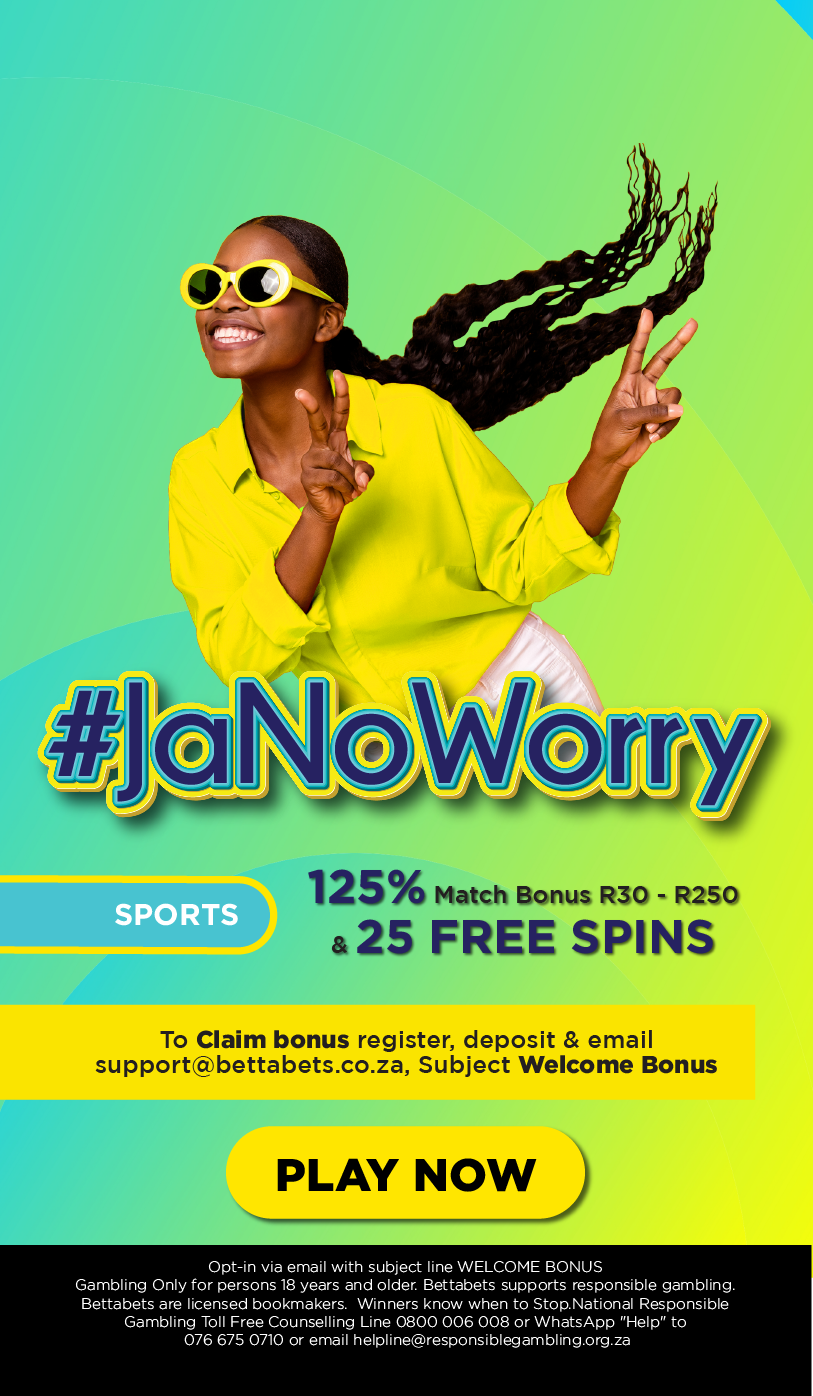 #JaNoWorry
SPORTS
125% Match Bonus R30 - R250
& 25 FREE SPINS
To Claim bonus register, deposit & email
support@bettabets.co.za, Subject Welcome Bonus
PLAY NOW
Opt-in via email with subject line WELCOME BONUS
Gambling Only for persons 18 years and older. Bettabets supports responsible gambling.
Bettabets are licensed bookmakers.  Winners know when to Stop.National Responsible
Gambling Toll Free Counselling Line 0800 006 008 or WhatsApp "Help" to
076 675 0710 or email helpline@responsiblegambling.org.za